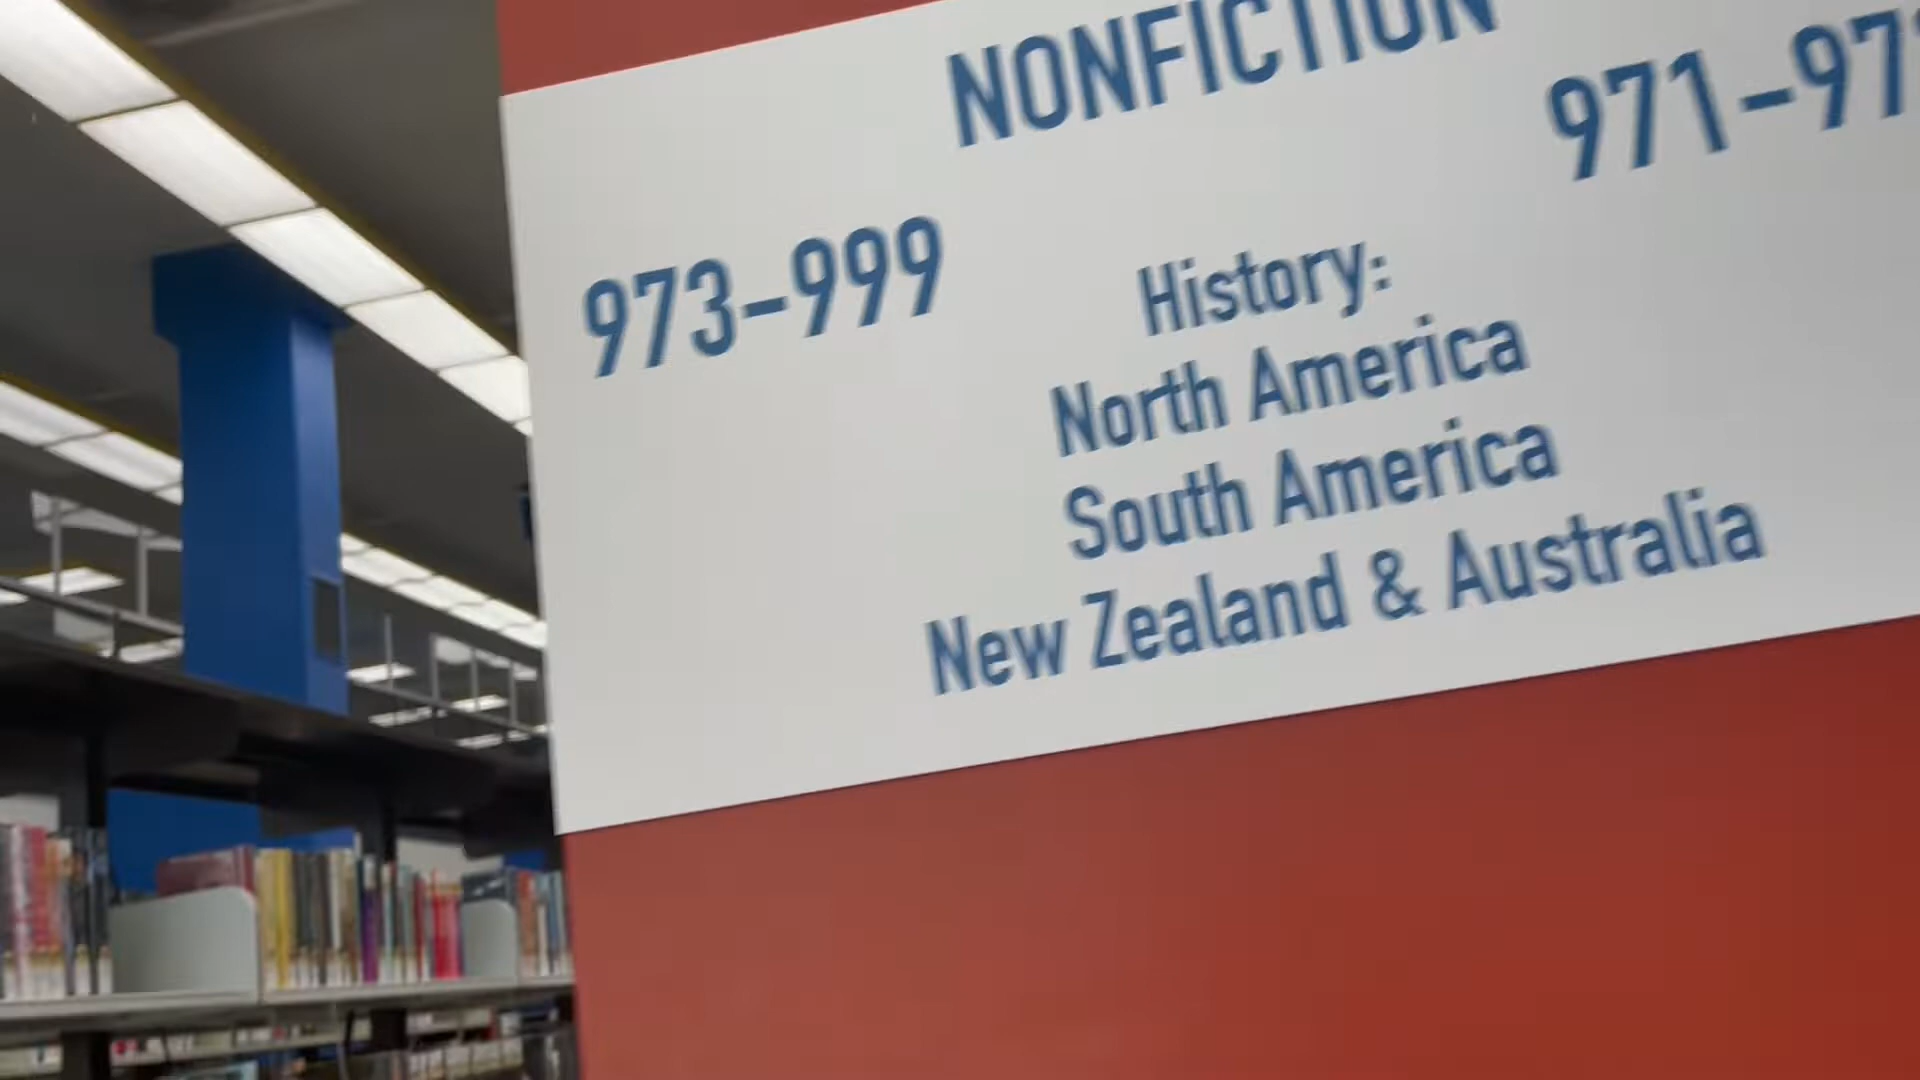 NONFICTION
973-999
971-97
History:
North America
South America
New Zealand & Australia